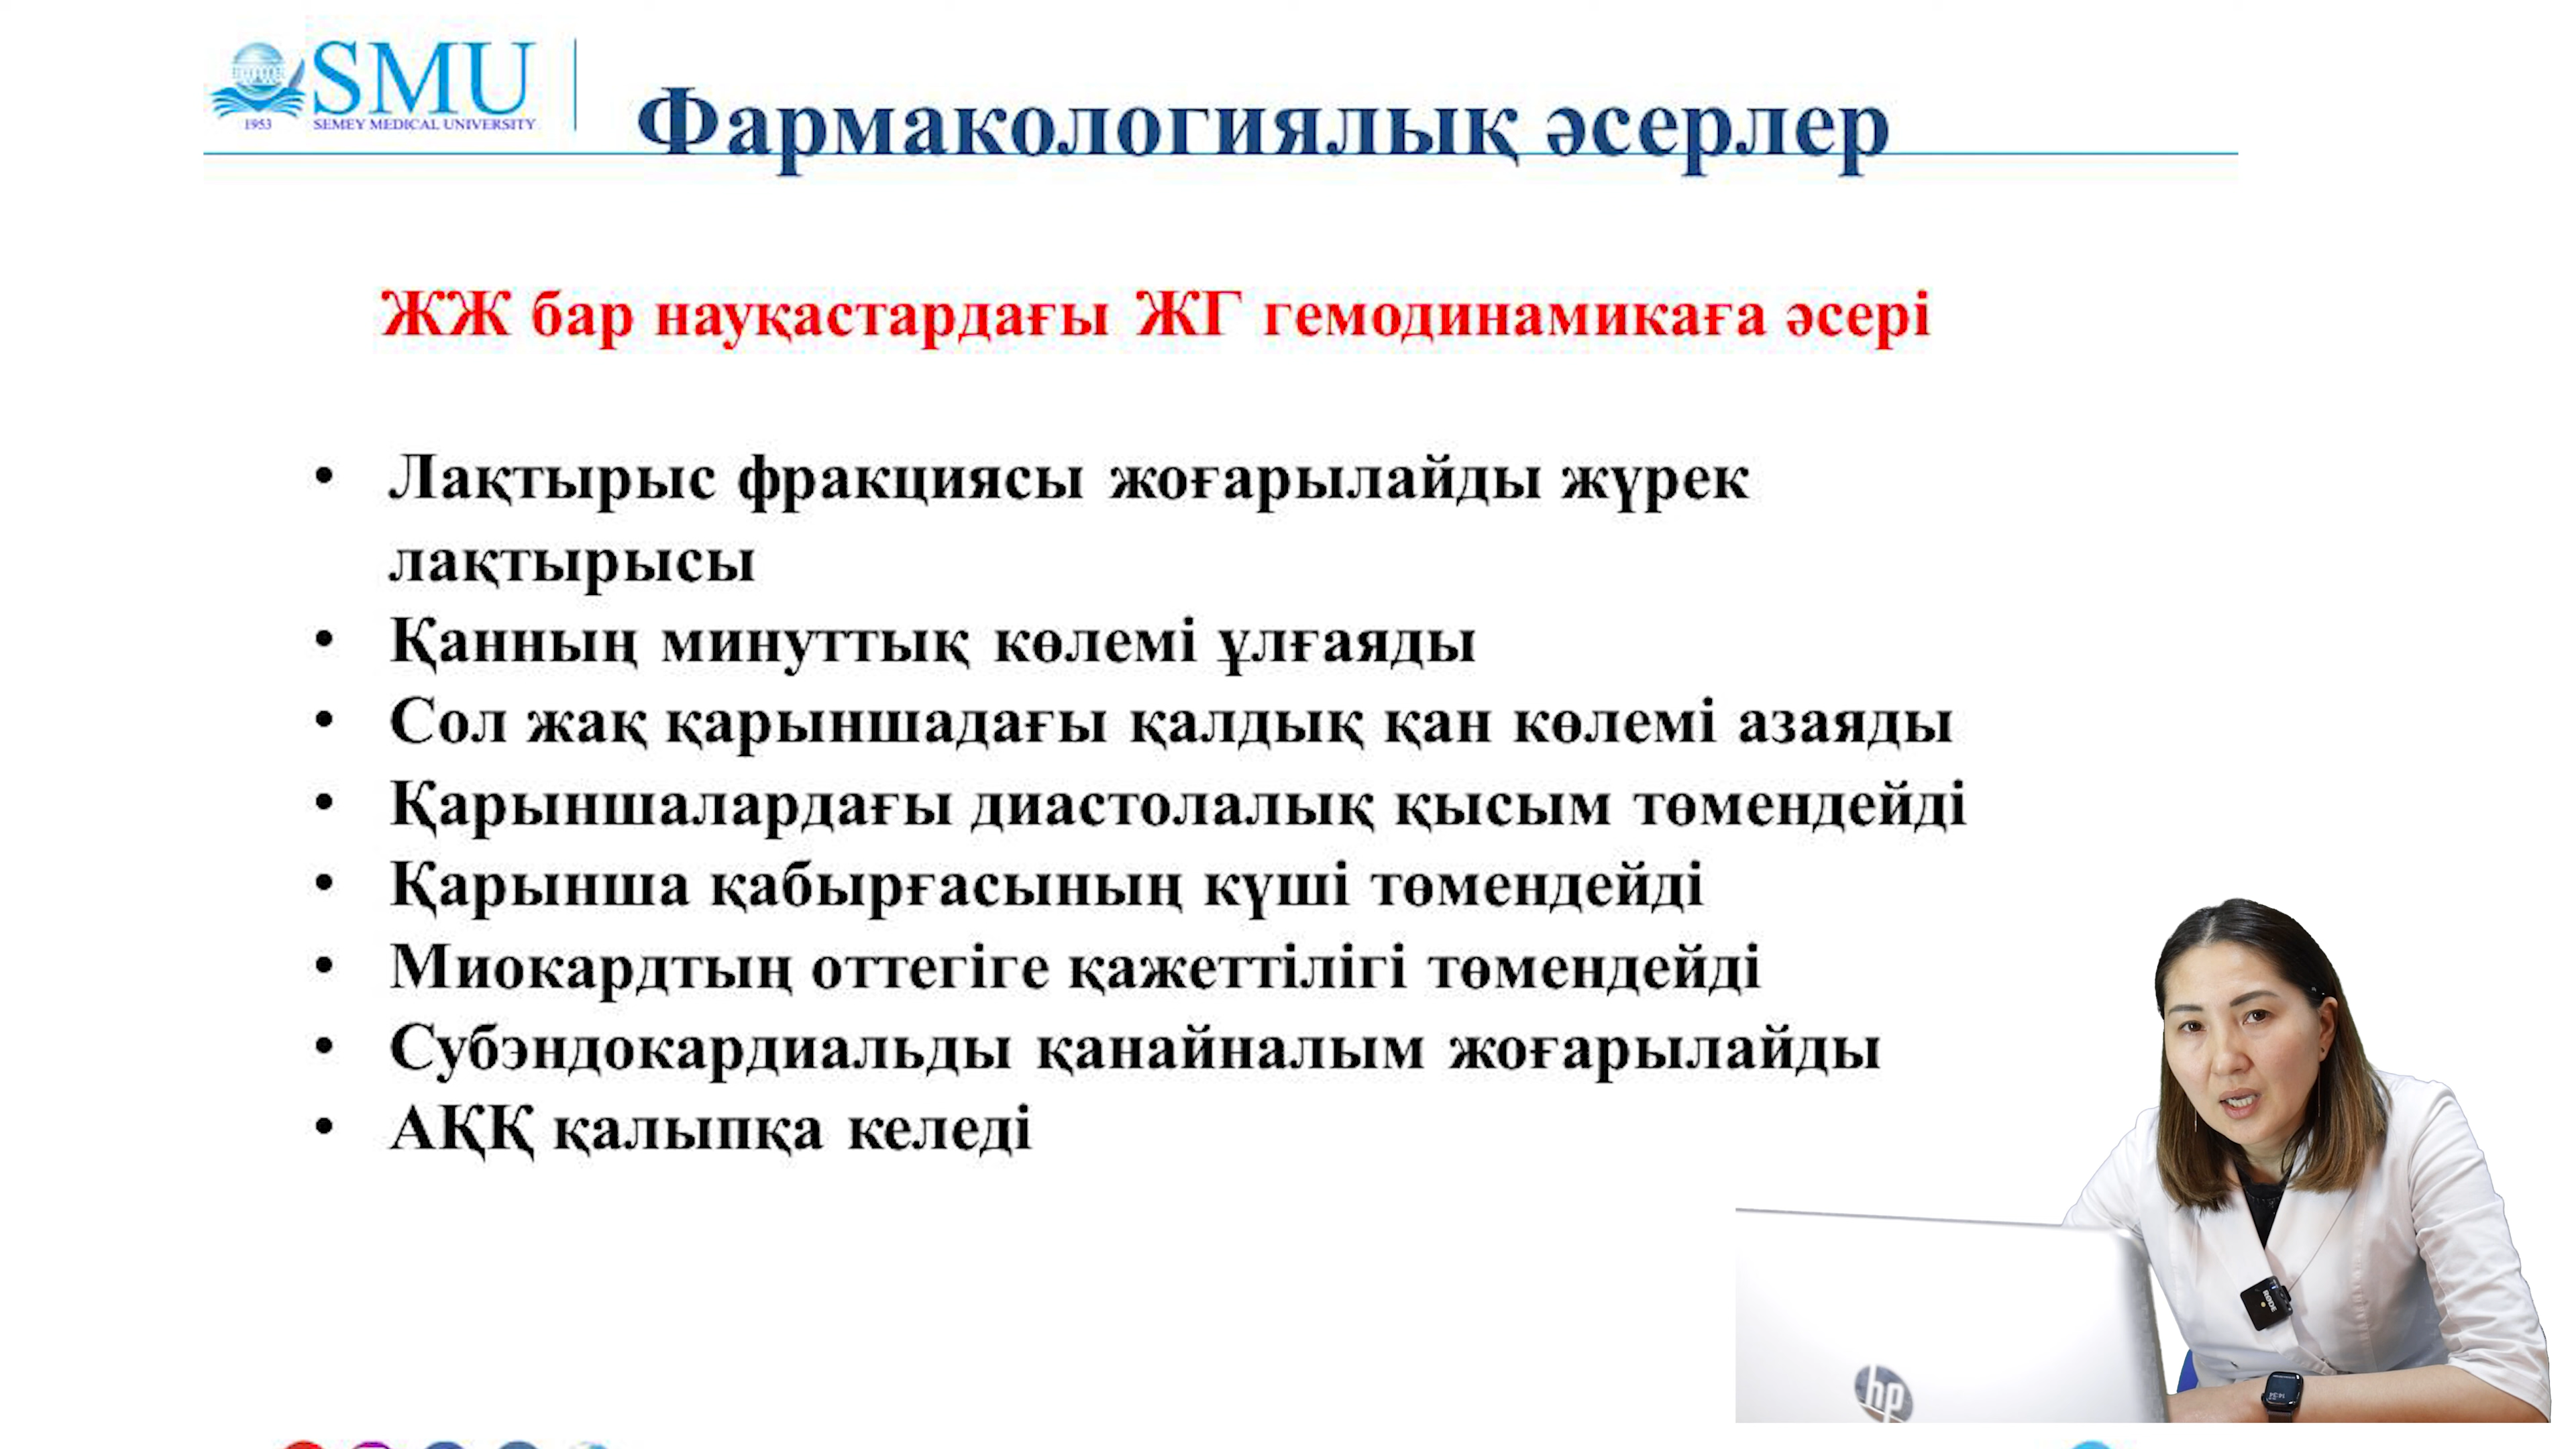 SMU
1953
SEMEY MEDICAL UNIVERSITY
Фармакологиялық әсерлер
ЖЖ бар науқастардағы ЖГ гемодинамикаға әсері
• Лақтырыс фракциясы жоғарылайды жүрек
лақтырысы
• Қанның минуттық көлемі ұлғаяды
• Сол жақ қарыншадағы қалдық қан көлемі азаяды
• Қарыншалардағы диастолалық қысым төмендейді
• Қарынша қабырғасының күші төмендейді
• Миокардтың оттегіге қажеттілігі төмендейді
• Субэндокардиальды қанайналым жоғарылайды
• АҚҚ қалыпқа келеді
RODE
hp